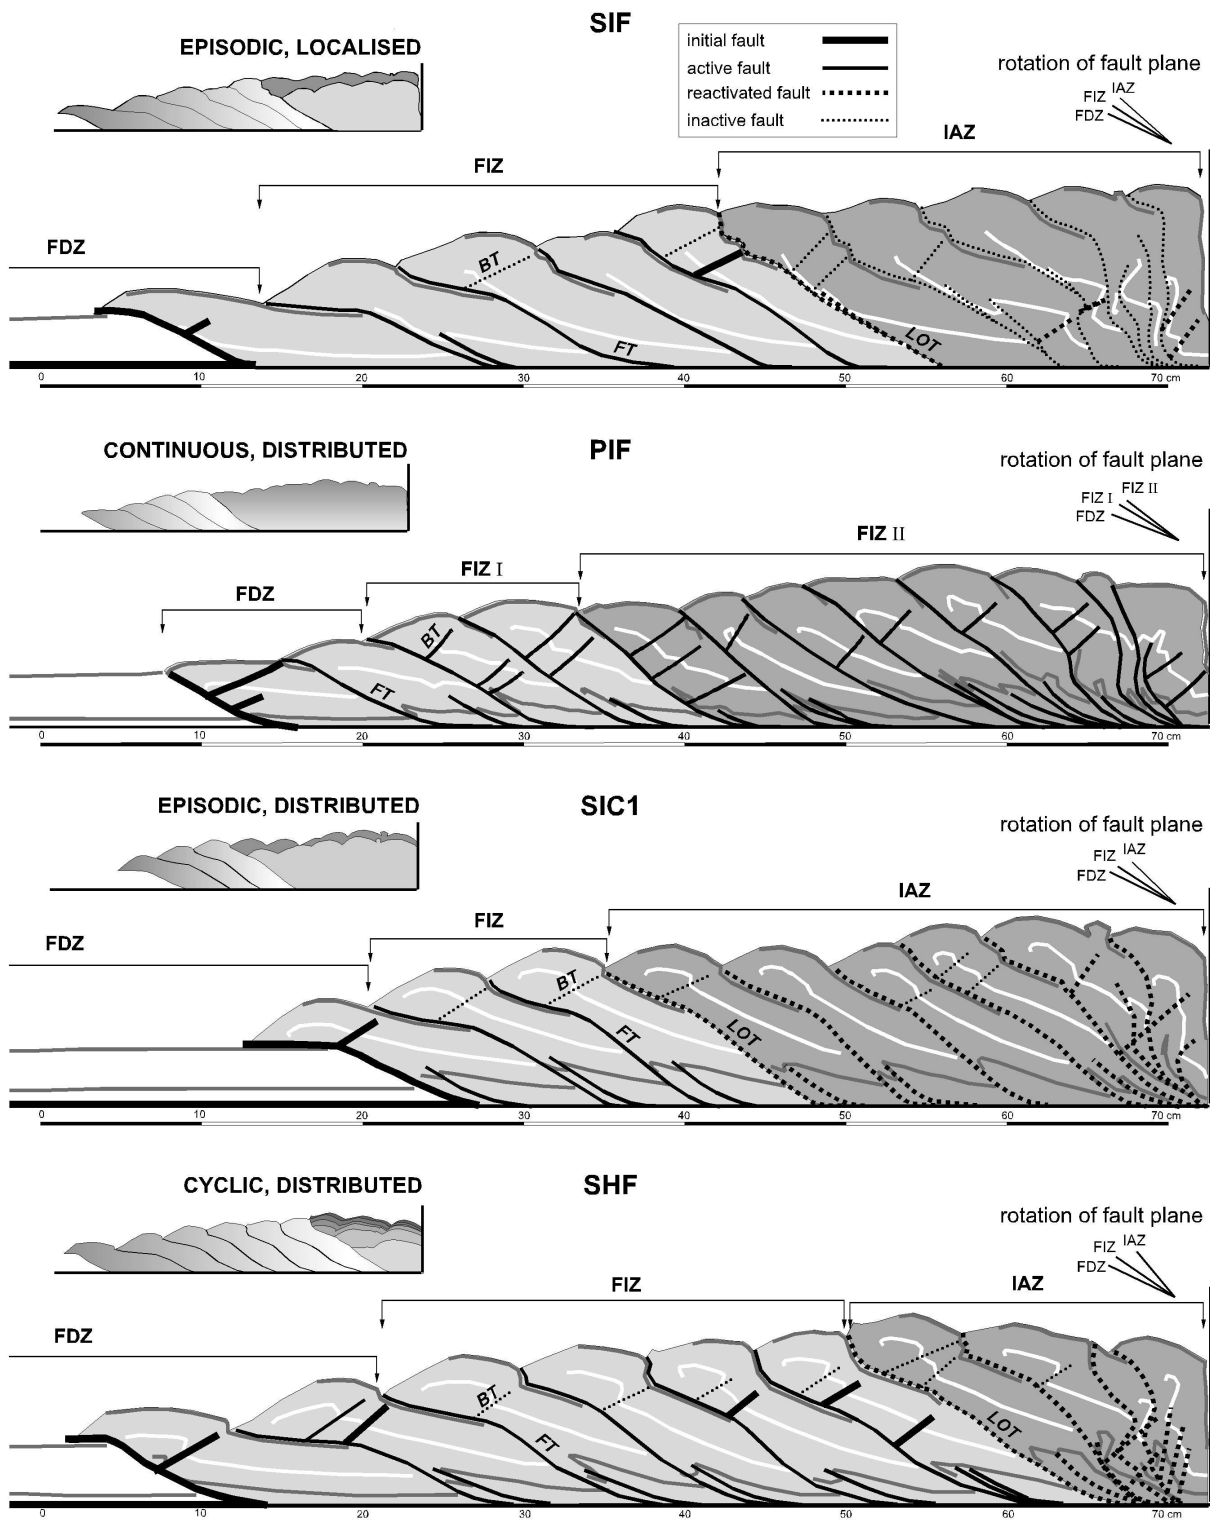 SIF
EPISODIC, LOCALISED
initial fault
active fault
reactivated fault
inactive fault
rotation of fault plane
IAZ
FIZ
FDZ
IAZ
FIZ
FDZ
BT
FT
LOT
0 10 20 30 40 50 60 70 cm
CONTINUOUS, DISTRIBUTED
PIF
rotation of fault plane
FIZ II
FIZ I
FDZ
FIZ II
FIZ I
FDZ
BT
FT
0 10 20 30 40 50 60 70 cm
EPISODIC, DISTRIBUTED
SIC1
rotation of fault plane
IAZ
FIZ
FDZ
IAZ
FIZ
FDZ
BT
FT
LOT
0 10 20 30 40 50 60 70 cm
CYCLIC, DISTRIBUTED
SHF
rotation of fault plane
IAZ
FIZ
FDZ
FIZ
IAZ
FDZ
BT
FT
LOT
0 10 20 30 40 50 60 70 cm